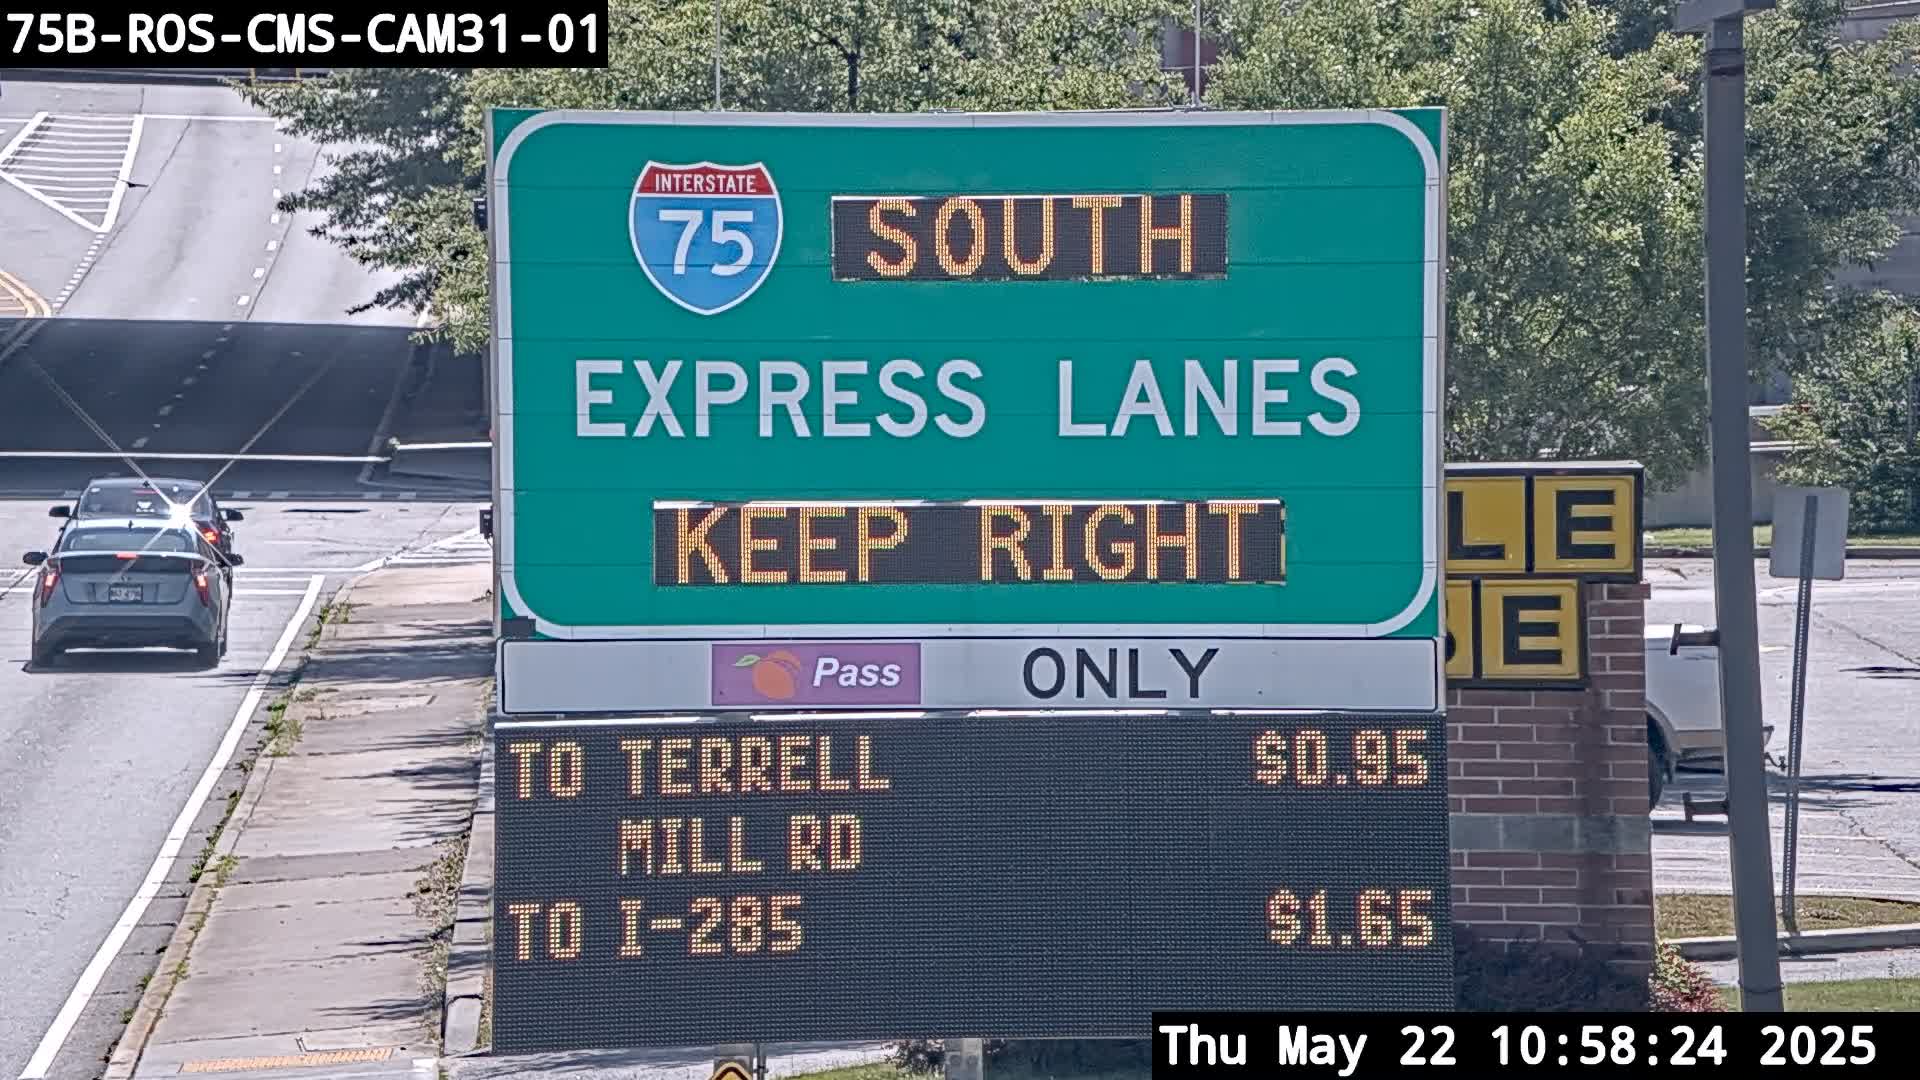 75B-ROS-CMS-CAM31-01
INTERSTATE
75
SOUTH
EXPRESS LANES
KEEP RIGHT
Pass ONLY
TO TERRELL $0.95
MILL RD
TO I-285 $1.65
LE
E
Thu May 22 10:58:24 2025